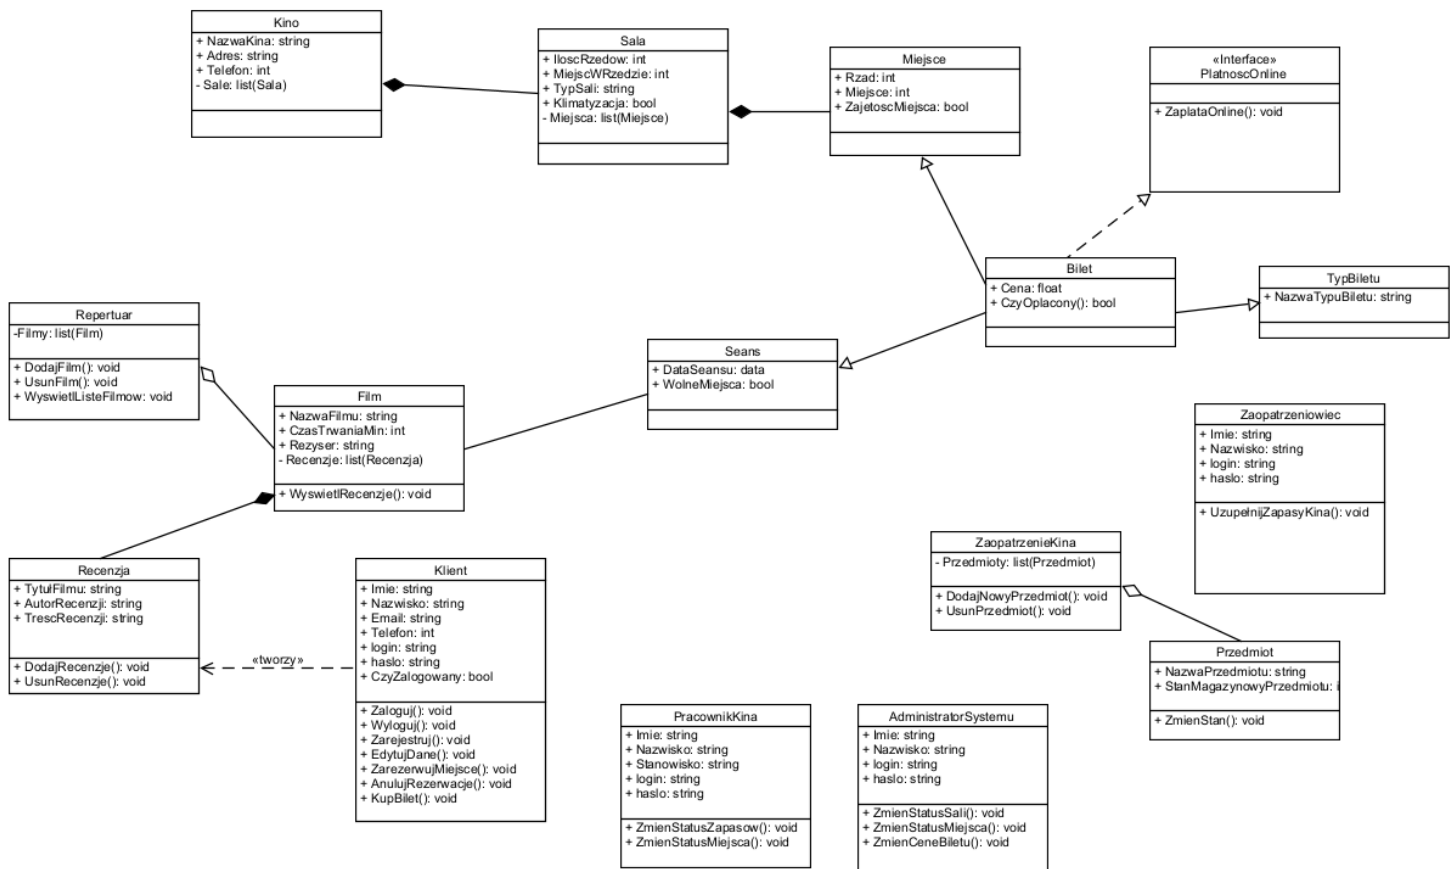 Kino
+ NazwaKina: string
+ Adres: string
+ Telefon: int
- Sale: list(Sala)
Sala
+ IloscRzedow: int
+ MiejscWRzedzie: int
+ TypSali: string
+ Klimatyzacja: bool
- Miejsca: list(Miejsce)
Miejsce
+ Rzad: int
+ Miejsce: int
+ ZajetoscMiejsca: bool
«Interface»
PlatnoscOnline
+ ZaplataOnline(): void
Bilet
+ Cena: float
+ CzyOplacony(): bool
TypBiletu
+ NazwaTypuBiletu: string
Repertuar
-Filmy: list(Film)
+ DodajFilm(): void
+ UsunFilm(): void
+ WyswietlListeFilmow: void
Film
+ NazwaFilmu: string
+ CzasTrwaniaMin: int
+ Rezyser: string
- Recenzje: list(Recenzja)
+ WyswietlRecenzje(): void
Seans
+ DataSeansu: data
+ WolneMiejsca: bool
Zaopatrzeniowiec
+ Imie: string
+ Nazwisko: string
+ login: string
+ haslo: string
+ UzupełnijZapasyKina(): void
ZaopatrzenieKina
- Przedmioty: list(Przedmiot)
+ DodajNowyPrzedmiot(): void
+ UsunPrzedmiot(): void
Przedmiot
+ NazwaPrzedmiotu: string
+ StanMagazynowyPrzedmiotu: i
+ ZmienStan(): void
Recenzja
+ TytułFilmu: string
+ AutorRecenzji: string
+ TrescRecenzji: string
+ DodajRecenzje(): void
+ UsunRecenzje(): void
«tworzy»
Klient
+ Imie: string
+ Nazwisko: string
+ Email: string
+ Telefon: int
+ login: string
+ haslo: string
+ CzyZalogowany: bool
+ Zaloguj(): void
+ Wyloguj(): void
+ Zarejestruj(): void
+ EdytujDane(): void
+ ZarezerwujMiejsce(): void
+ AnulujRezerwacje(): void
+ KupBilet(): void
PracownikKina
+ Imie: string
+ Nazwisko: string
+ Stanowisko: string
+ login: string
+ haslo: string
+ ZmienStatusZapasow(): void
+ ZmienStatusMiejsca(): void
AdministratorSystemu
+ Imie: string
+ Nazwisko: string
+ login: string
+ haslo: string
+ ZmienStatusSali(): void
+ ZmienStatusMiejsca(): void
+ ZmienCeneBiletu(): void